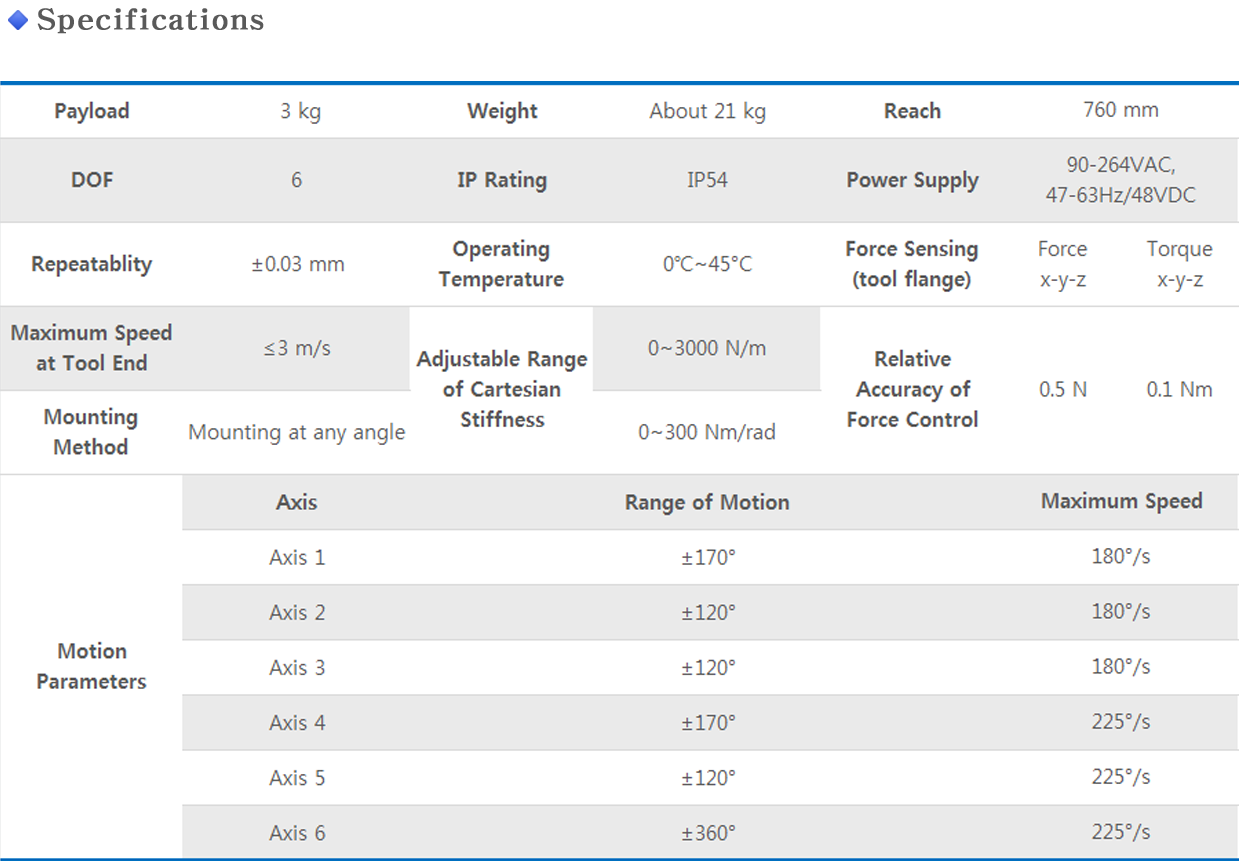 Specifications
Payload 3 kg Weight About 21 kg Reach 760 mm
DOF 6 IP Rating IP54 Power Supply 90-264VAC,
47-63Hz/48VDC
Repeatablity ±0.03 mm Operating
Temperature 0℃~45°C Force Sensing
(tool flange) Force
x-y-z Torque
x-y-z
Maximum Speed
at Tool End ≤3 m/s Adjustable Range
of Cartesian
Stiffness 0~3000 N/m Relative
Accuracy of
Force Control 0.5 N 0.1 Nm
Mounting
Method Mounting at any angle 0~300 Nm/rad
Motion
Parameters
Axis Range of Motion Maximum Speed
Axis 1 ±170° 180°/s
Axis 2 ±120° 180°/s
Axis 3 ±120° 180°/s
Axis 4 ±170° 225°/s
Axis 5 ±120° 225°/s
Axis 6 ±360° 225°/s